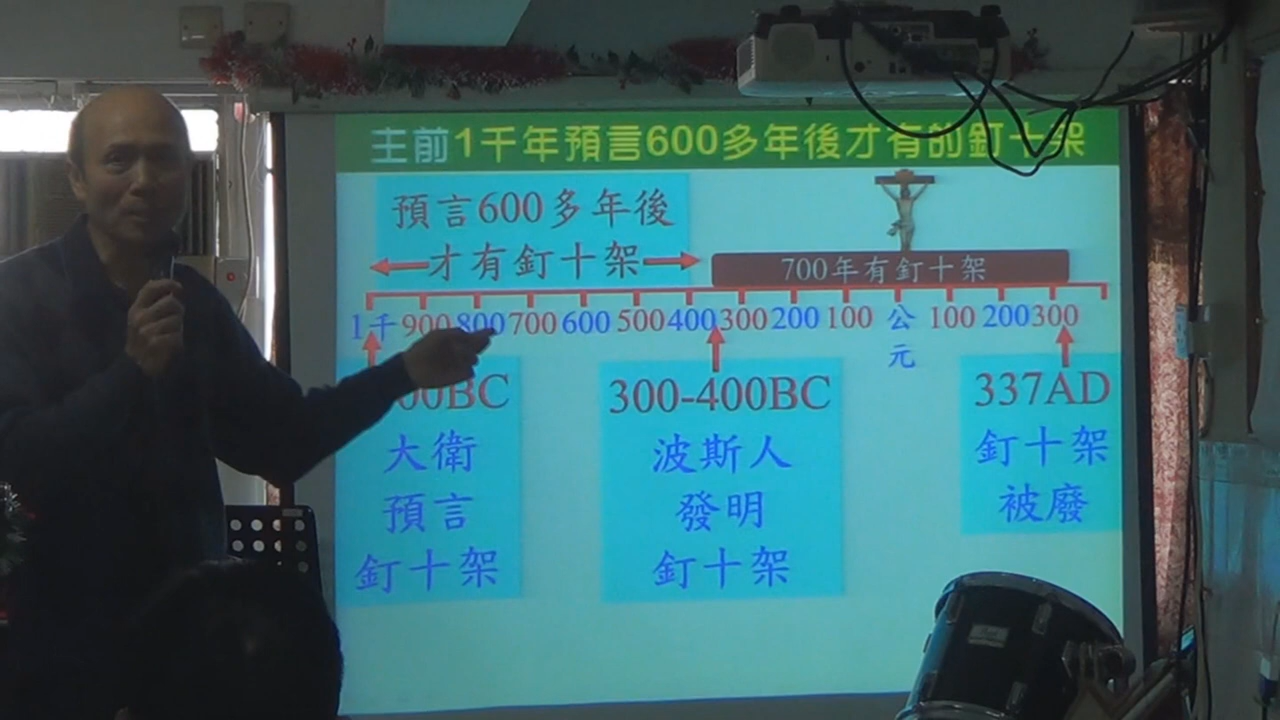 主前1千年預言600多年後才有的釘十架
預言600多年後
才有釘十架
700年有釘十架
1千 900 800 700 600 500 400 300 200 100 公元 100 200 300
00BC
大衛
預言
釘十架
300-400BC
波斯人
發明
釘十架
337AD
釘十架
被廢